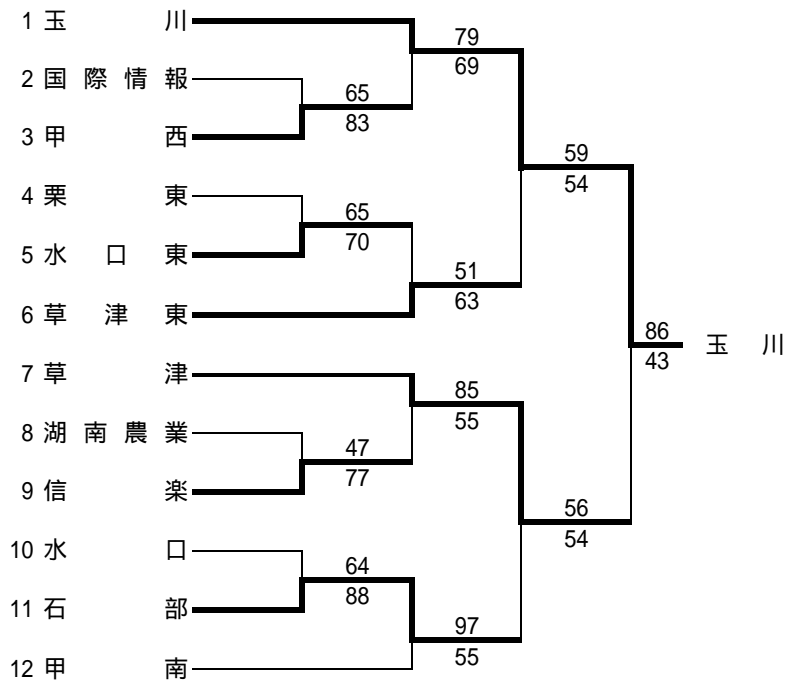 1 玉川
79
69
2 国際情報
65
83
3 甲西
59
54
4 栗東
65
70
5 水口東
51
63
6 草津東
86
43
玉川
7 草津
85
55
8 湖南農業
47
77
9 信楽
56
54
10 水口
64
88
11 石部
97
55
12 甲南